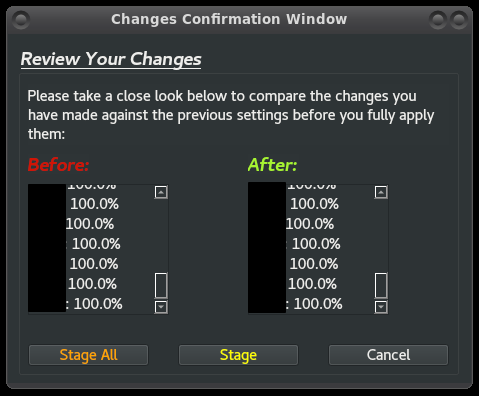 Changes Confirmation Window
Review Your Changes
Please take a close look below to compare the changes you
have made against the previous settings before you fully apply
them:
Before: After:
100.0% 100.0%
100.0% 100.0%
100.0% 100.0%
: 100.0% : 100.0%
100.0% 100.0%
100.0% 100.0%
: 100.0% : 100.0%
Stage All Stage Cancel